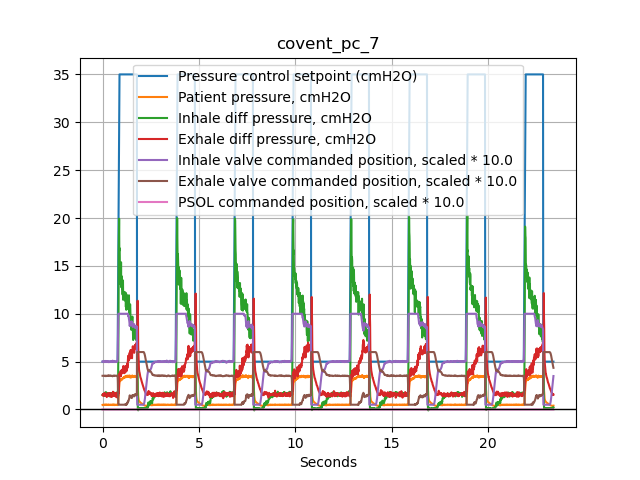 covent_pc_7
35
30
25
20
15
10
5
0
Pressure control setpoint (cmH2O)
Patient pressure, cmH2O
Inhale diff pressure, cmH2O
Exhale diff pressure, cmH2O
Inhale valve commanded position, scaled * 10.0
Exhale valve commanded position, scaled * 10.0
PSOL commanded position, scaled * 10.0
0 5 10 15 20
Seconds